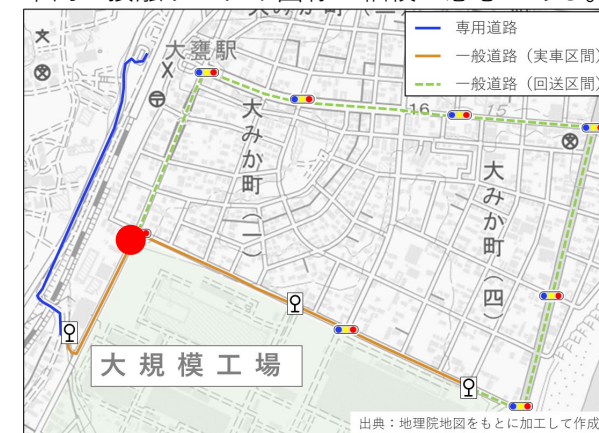 専用道路
一般道路（実車区間）
一般道路（回送区間）
大甕駅
16
15
大みか町（一）
大みか町（四）
大規模工場
出典：地理院地図をもとに加工して作成